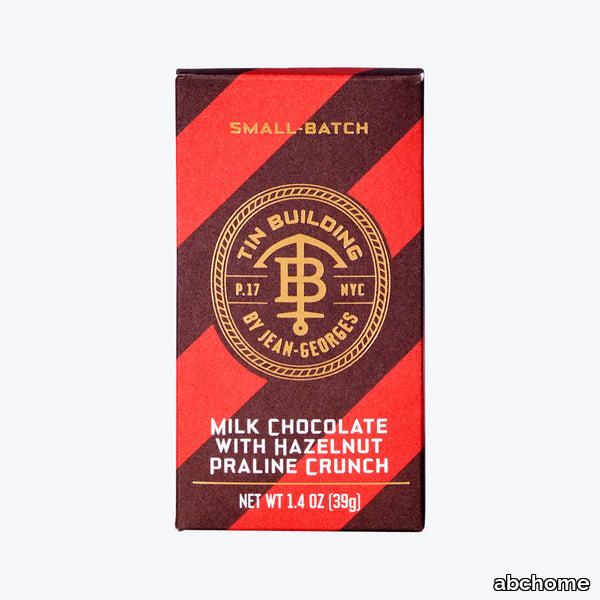 SMALL-BATCH
TIN BUILDING
P.17
B
NYC
BY JEAN-GEORGES
MILK CHOCOLATE
WITH HAZELNUT
PRALINE CRUNCH
NET WT 1.4 OZ (39g)
abchome